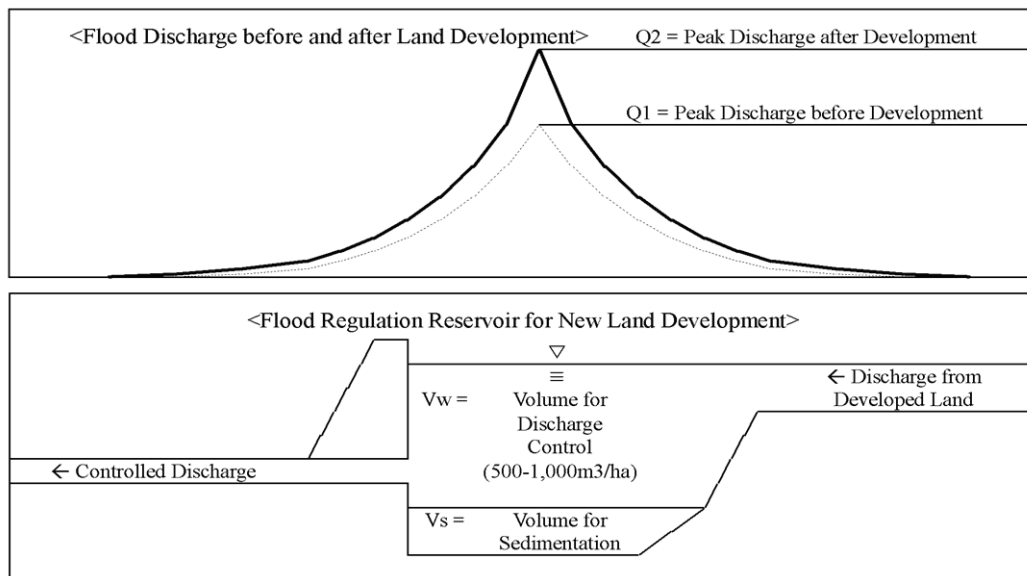 <Flood Discharge before and after Land Development>
Q2 = Peak Discharge after Development
Q1 = Peak Discharge before Development
<Flood Regulation Reservoir for New Land Development>
← Discharge from
Developed Land
Vw = Volume for
Discharge
Control
(500-1,000m3/ha)
← Controlled Discharge
Vs = Volume for
Sedimentation